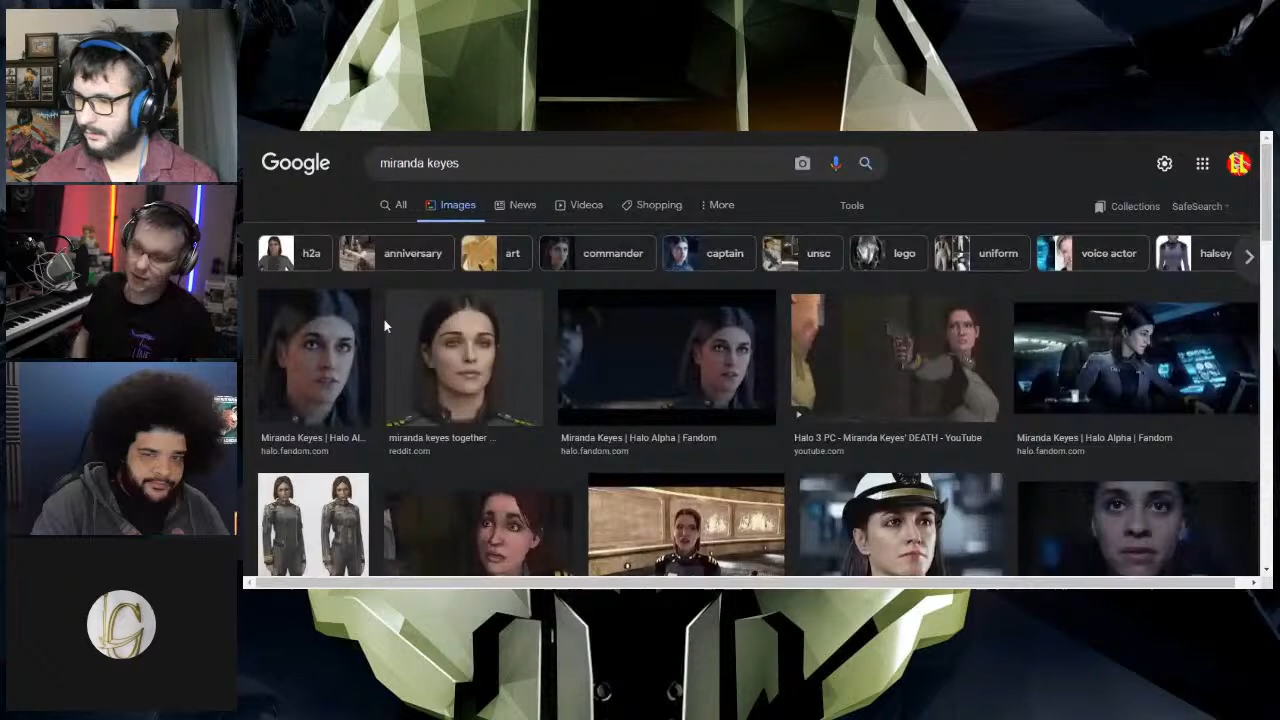 Google
miranda keyes
All
Images
News
Videos
Shopping
More
Tools
Collections
SafeSearch
h2a
anniversary
art
commander
captain
unsc
lego
uniform
voice actor
halsey
Miranda Keyes | Halo Al...
halo.fandom.com
miranda keyes together ...
reddit.com
Miranda Keyes | Halo Alpha | Fandom
halo.fandom.com
Halo 3 PC - Miranda Keyes' DEATH - YouTube
youtube.com
Miranda Keyes | Halo Alpha | Fandom
halo.fandom.com